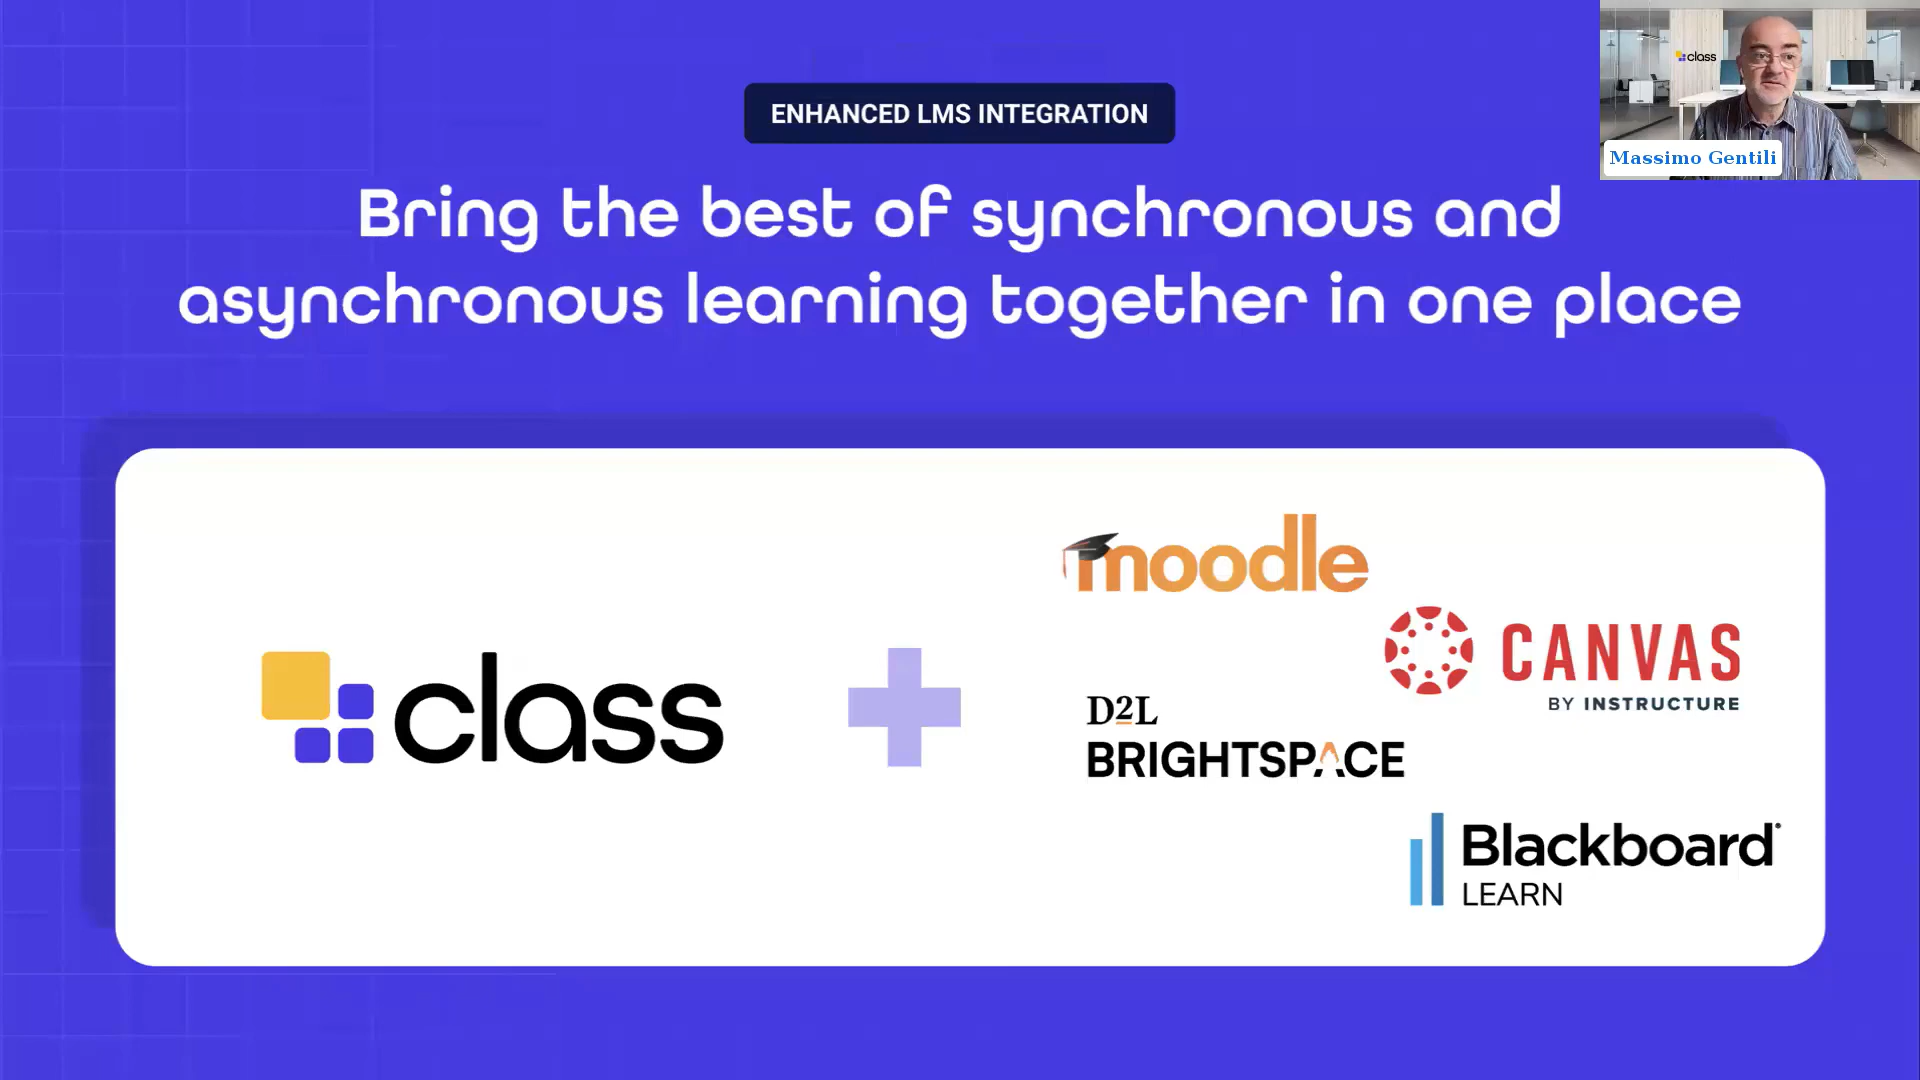 ENHANCED LMS INTEGRATION
Bring the best of synchronous and
asynchronous learning together in one place
class
Massimo Gentili
class
moodle
CANVAS
BY INSTRUCTURE
D2L
BRIGHTSPACE
Blackboard
LEARN